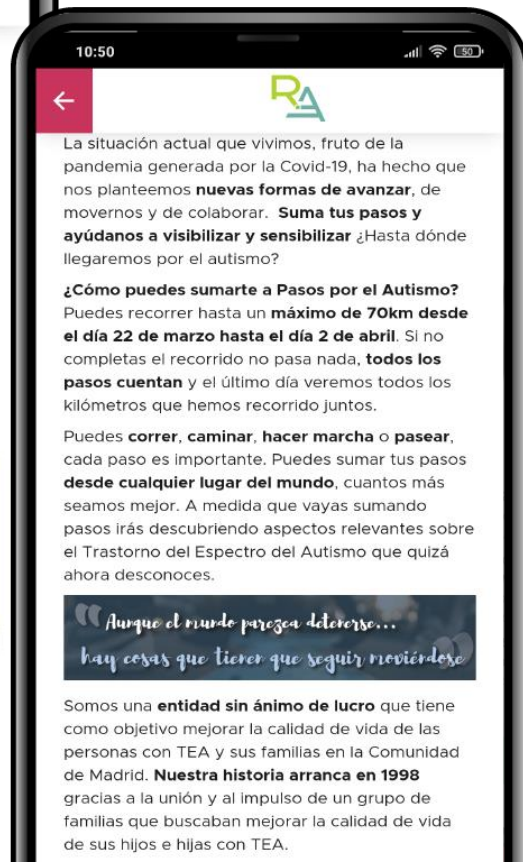 10:50
50
RA
La situación actual que vivimos, fruto de la
pandemia generada por la Covid-19, ha hecho que
nos planteemos nuevas formas de avanzar, de
movernos y de colaborar. Suma tus pasos y
ayúdanos a visibilizar y sensibilizar ¿Hasta dónde
llegaremos por el autismo?
¿Cómo puedes sumarte a Pasos por el Autismo?
Puedes recorrer hasta un máximo de 70km desde
el día 22 de marzo hasta el día 2 de abril. Si no
completas el recorrido no pasa nada, todos los
pasos cuentan y el último día veremos todos los
kilómetros que hemos recorrido juntos.
Puedes correr, caminar, hacer marcha o pasear,
cada paso es importante. Puedes sumar tus pasos
desde cualquier lugar del mundo, cuantos más
seamos mejor. A medida que vayas sumando
pasos irás descubriendo aspectos relevantes sobre
el Trastorno del Espectro del Autismo que quizá
ahora desconoces.
“Aunque el mundo parezca detenerse...
hay cosas que tienen que seguir moviéndose”
Somos una entidad sin ánimo de lucro que tiene
como objetivo mejorar la calidad de vida de las
personas con TEA y sus familias en la Comunidad
de Madrid. Nuestra historia arranca en 1998
gracias a la unión y al impulso de un grupo de
familias que buscaban mejorar la calidad de vida
de sus hijos e hijas con TEA.